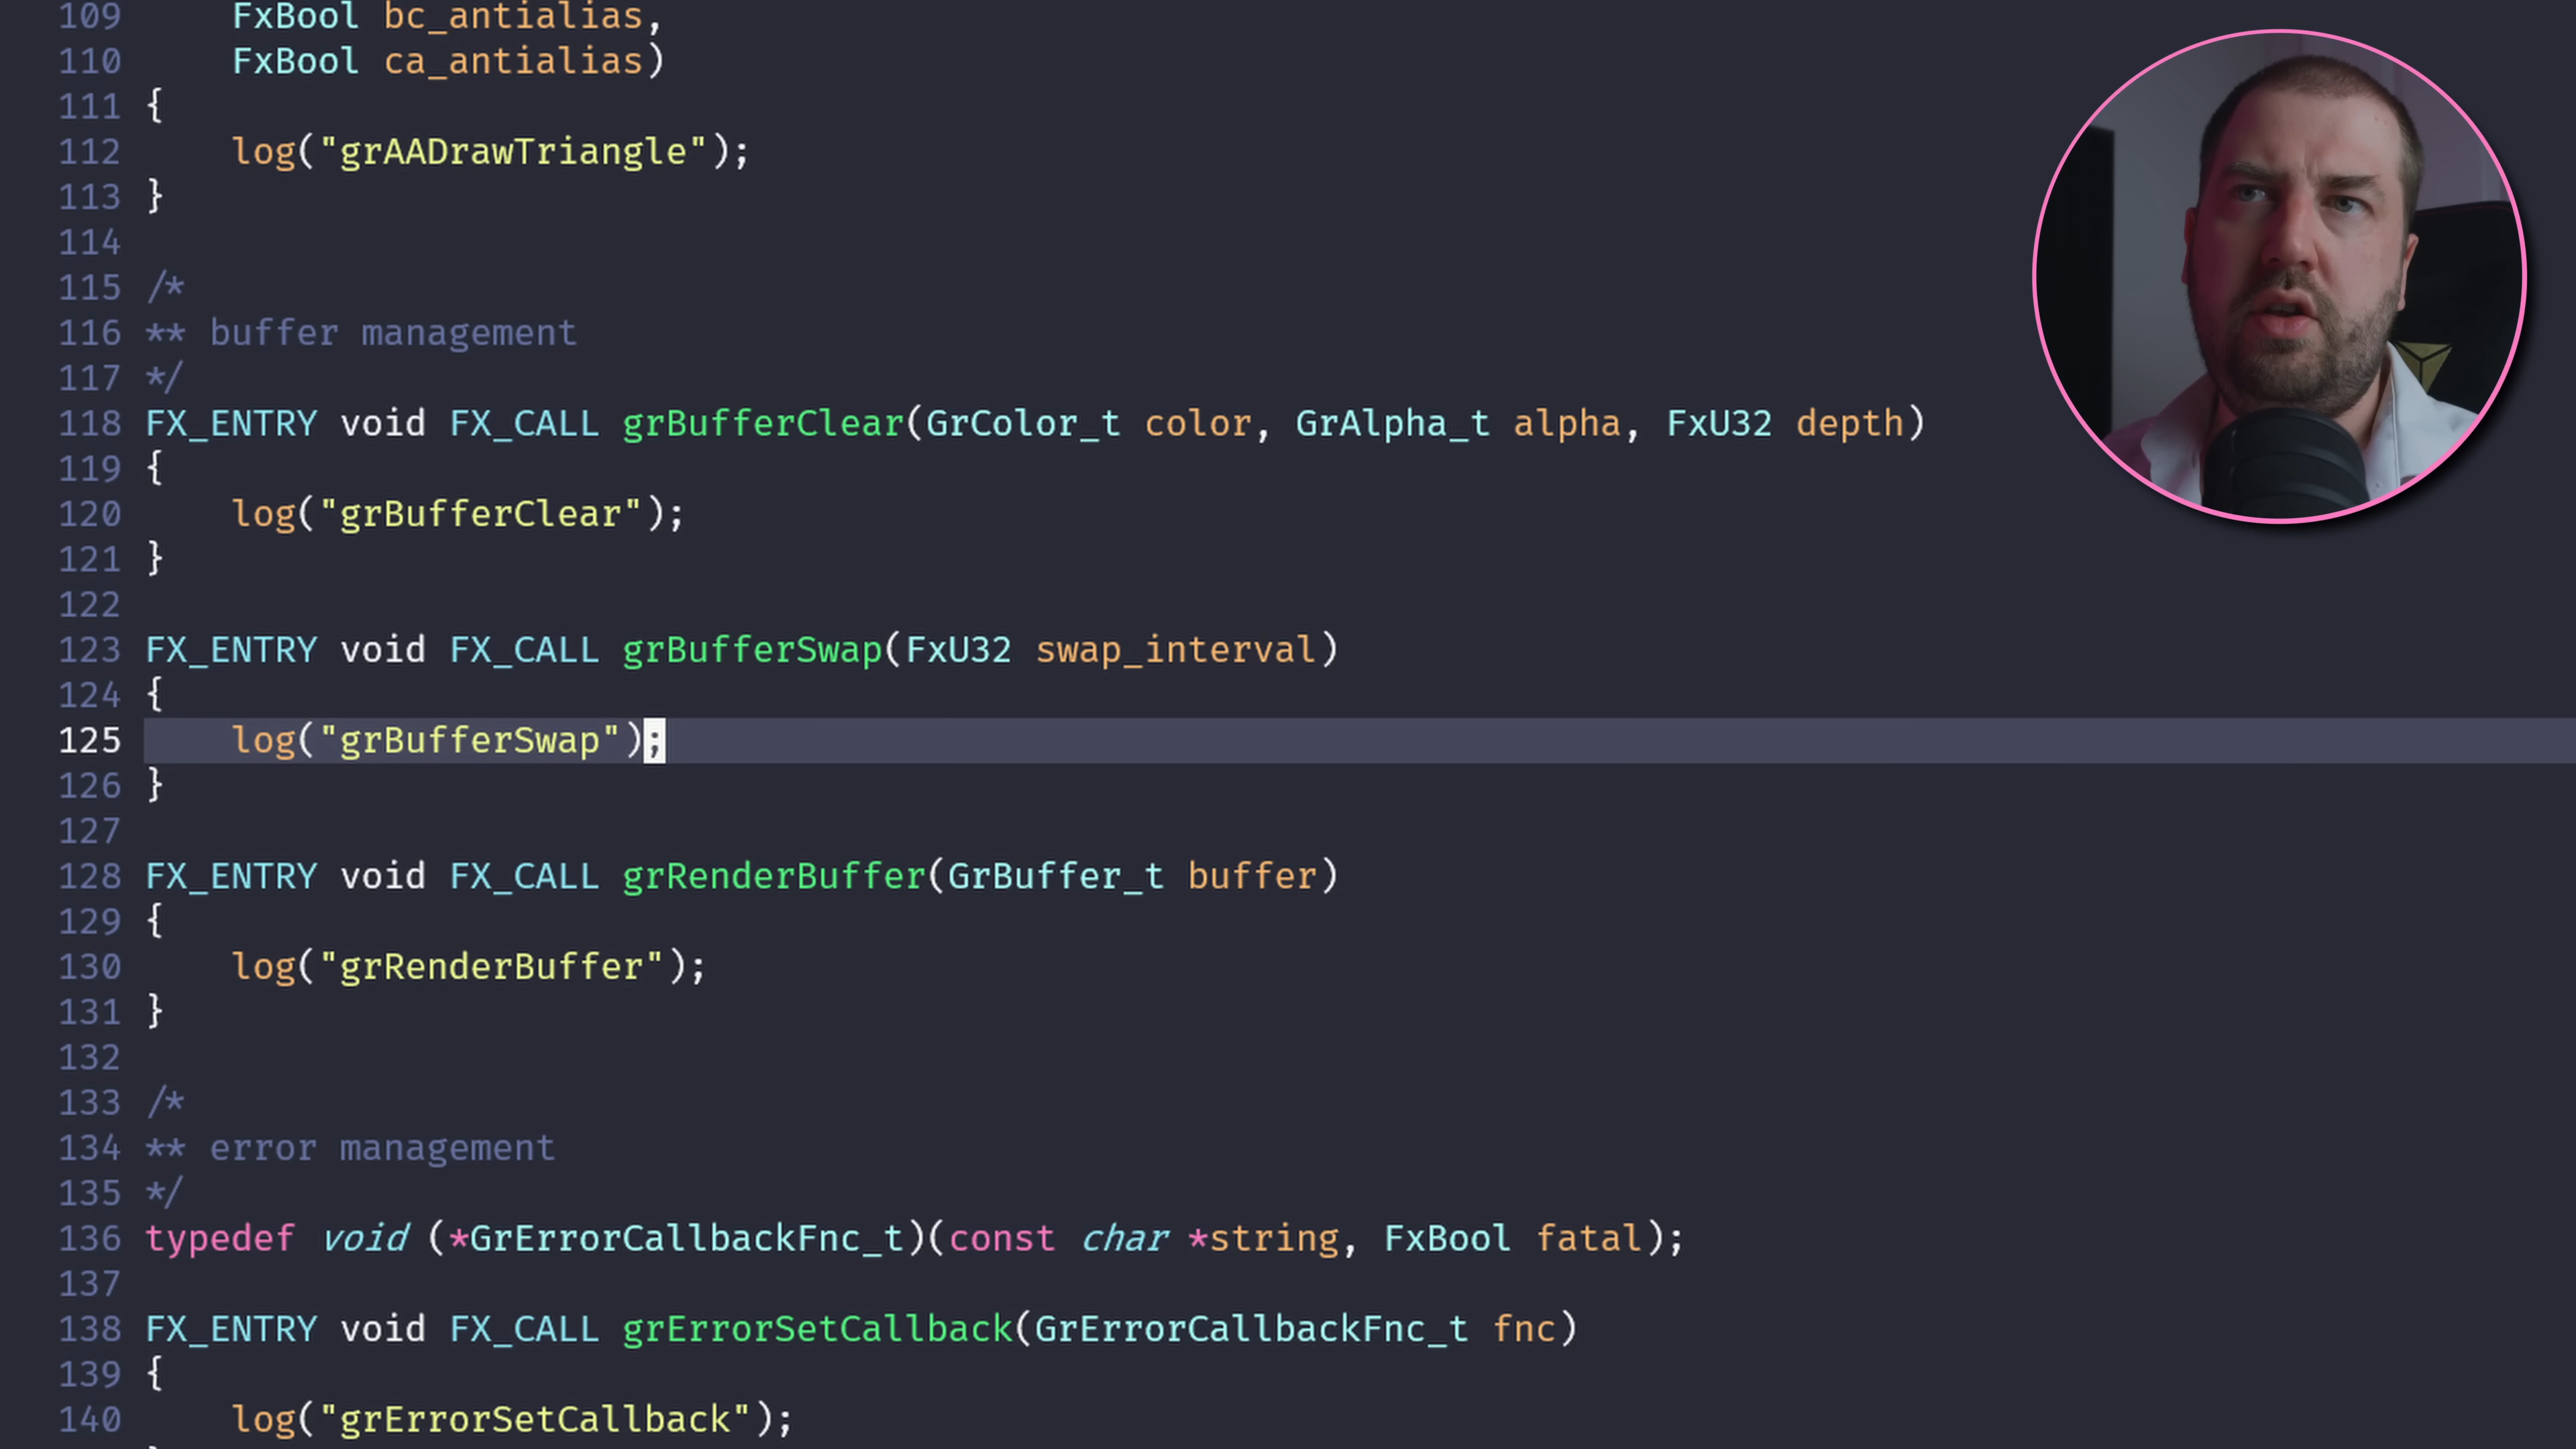 109 FxBool bc_antialias,
110 FxBool ca_antialias)
111 {
112 log("grAADrawTriangle");
113 }
114
115 /*
116 ** buffer management
117 */
118 FX_ENTRY void FX_CALL grBufferClear(GrColor_t color, GrAlpha_t alpha, FxU32 depth)
119 {
120 log("grBufferClear");
121 }
122
123 FX_ENTRY void FX_CALL grBufferSwap(FxU32 swap_interval)
124 {
125 log("grBufferSwap");
126 }
127
128 FX_ENTRY void FX_CALL grRenderBuffer(GrBuffer_t buffer)
129 {
130 log("grRenderBuffer");
131 }
132
133 /*
134 ** error management
135 */
136 typedef void (*GrErrorCallbackFnc_t)(const char *string, FxBool fatal);
137
138 FX_ENTRY void FX_CALL grErrorSetCallback(GrErrorCallbackFnc_t fnc)
139 {
140 log("grErrorSetCallback");